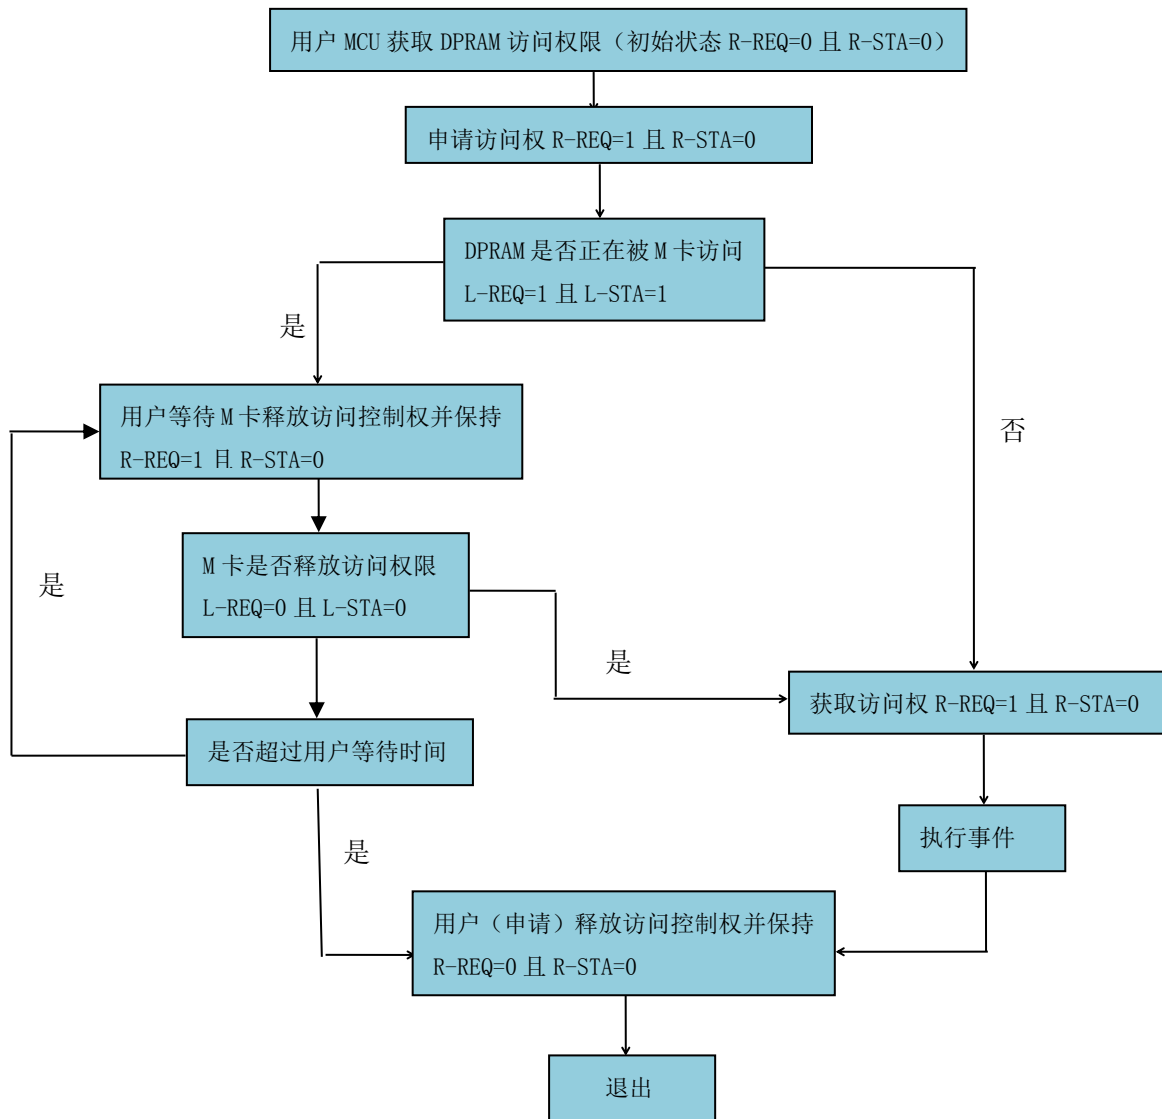 用户 MCU 获取 DPRAM 访问权限（初始状态 R-REQ=0 且 R-STA=0）
申请访问权 R-REQ=1 且 R-STA=0
DPRAM 是否正在被 M 卡访问
L-REQ=1 且 L-STA=1
是
用户等待 M 卡释放访问控制权并保持
R-REQ=1 且 R-STA=0
否
M 卡是否释放访问权限
L-REQ=0 且 L-STA=0
是
是
获取访问权 R-REQ=1 且 R-STA=0
是否超过用户等待时间
执行事件
是
用户（申请）释放访问控制权并保持
R-REQ=0 且 R-STA=0
退出